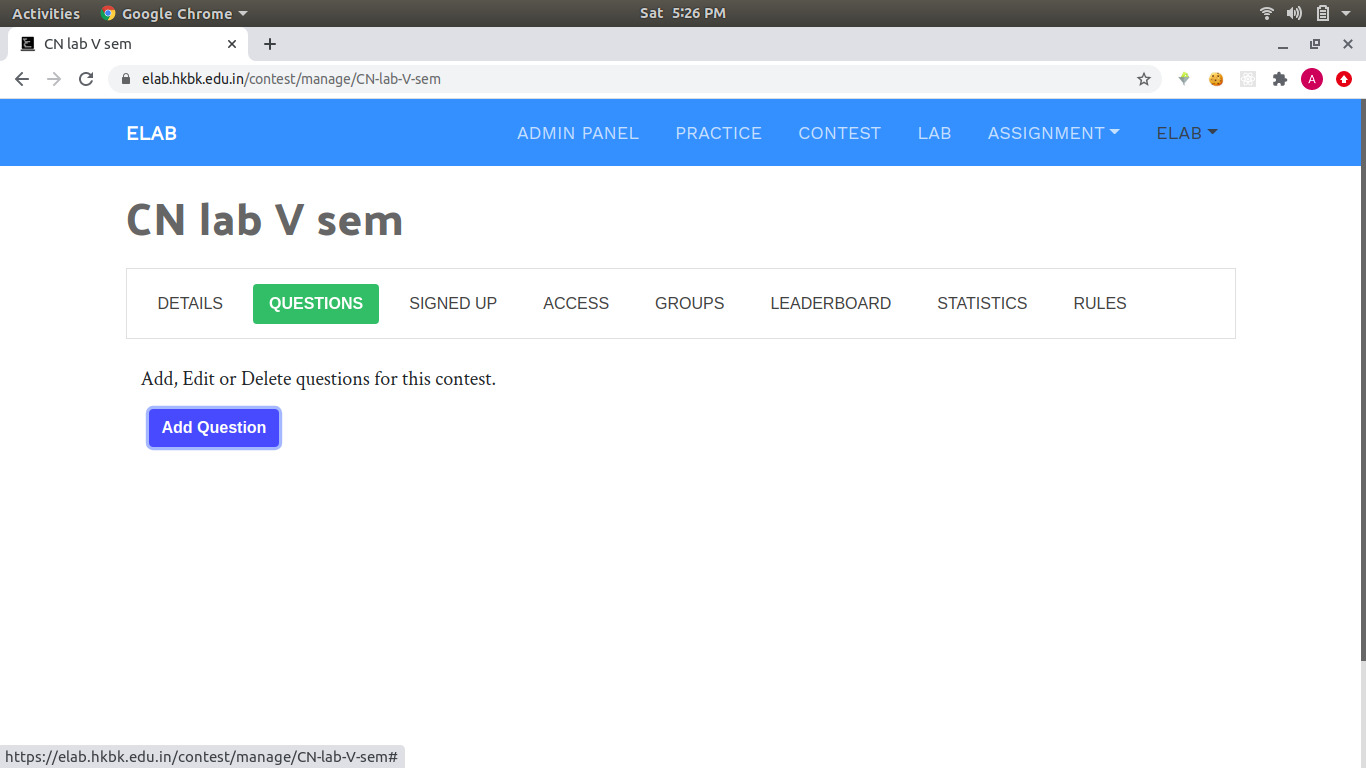 Activities Google Chrome Sat 5:26 PM
CN lab V sem
elab.hkbk.edu.in/contest/manage/CN-lab-V-sem A
ELAB ADMIN PANEL PRACTICE CONTEST LAB ASSIGNMENT ELAB
CN lab V sem
DETAILS QUESTIONS SIGNED UP ACCESS GROUPS LEADERBOARD STATISTICS RULES
Add, Edit or Delete questions for this contest.
Add Question
https://elab.hkbk.edu.in/contest/manage/CN-lab-V-sem#